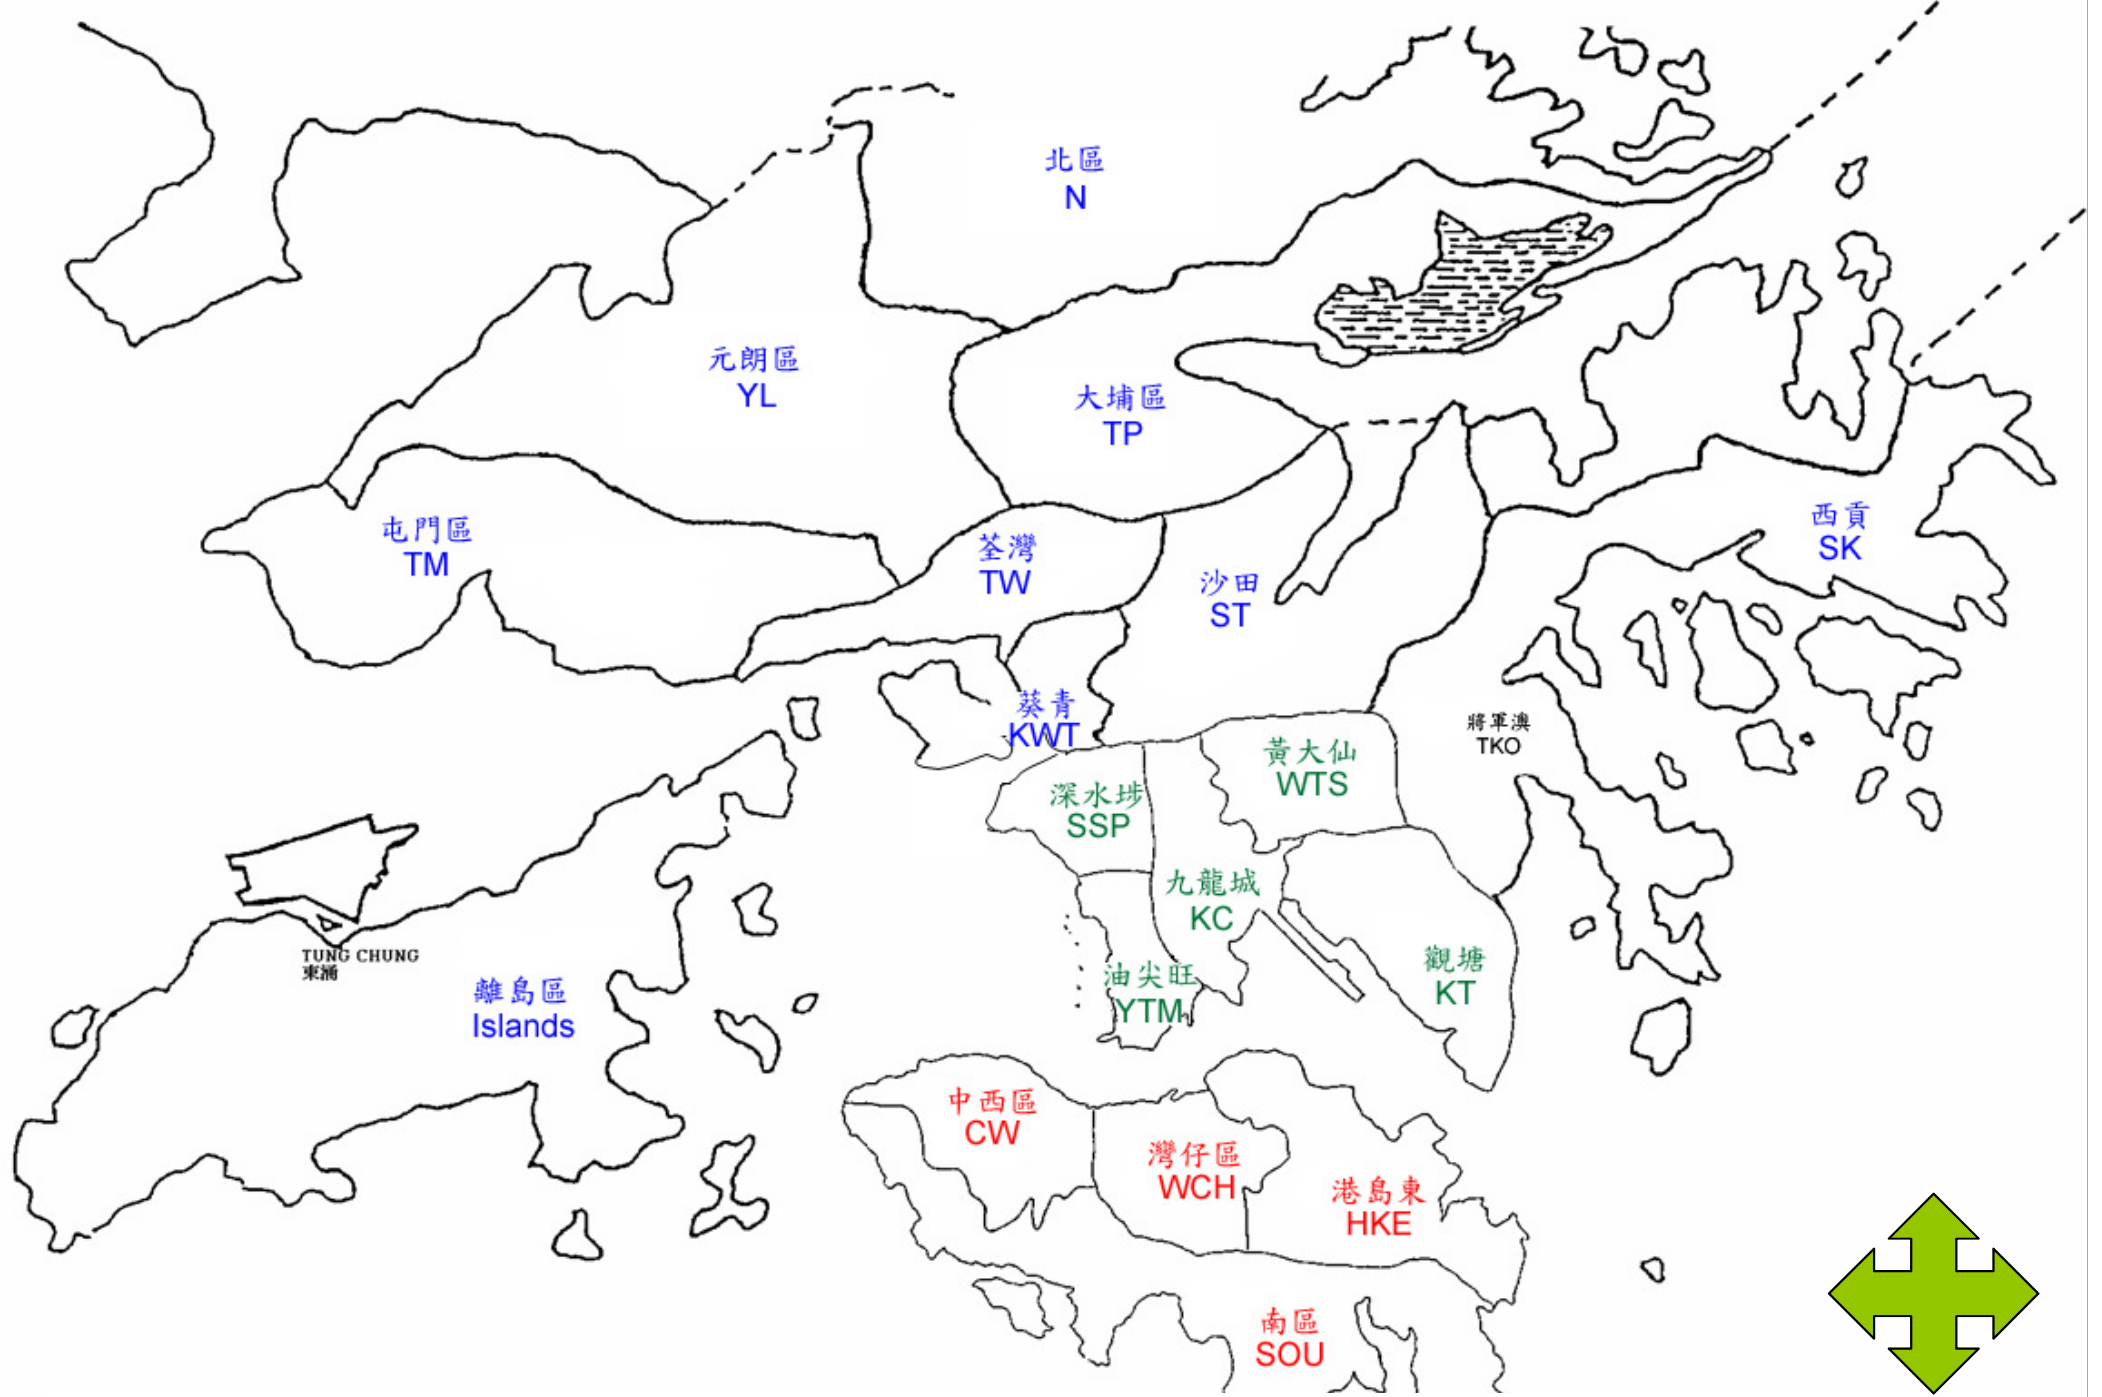 北區
N
元朗區
YL
大埔區
TP
屯門區
TM
荃灣
TW
沙田
ST
西貢
SK
葵青
KWT
將軍澳
TKO
黃大仙
WTS
深水埗
SSP
九龍城
KC
油尖旺
YTM
觀塘
KT
TUNG CHUNG
東涌
離島區
Islands
中西區
CW
灣仔區
WCH
港島東
HKE
南區
SOU